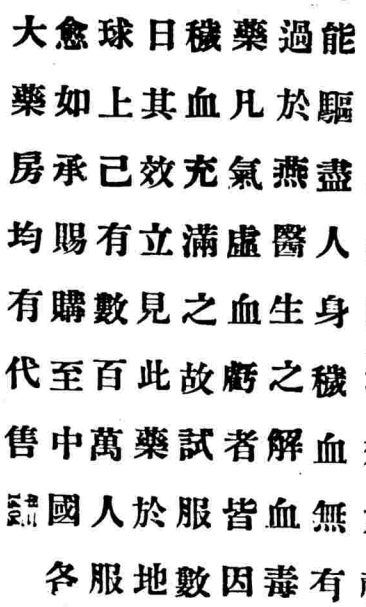 能驅盡人身穢血無有
過於燕醫生之解血毒
藥凡氣虛血虧者皆因
穢血充滿之故試服數
日其效立見此藥於地
球上己有數百萬人服
愈如承賜購至中國各
大藥房均有代售